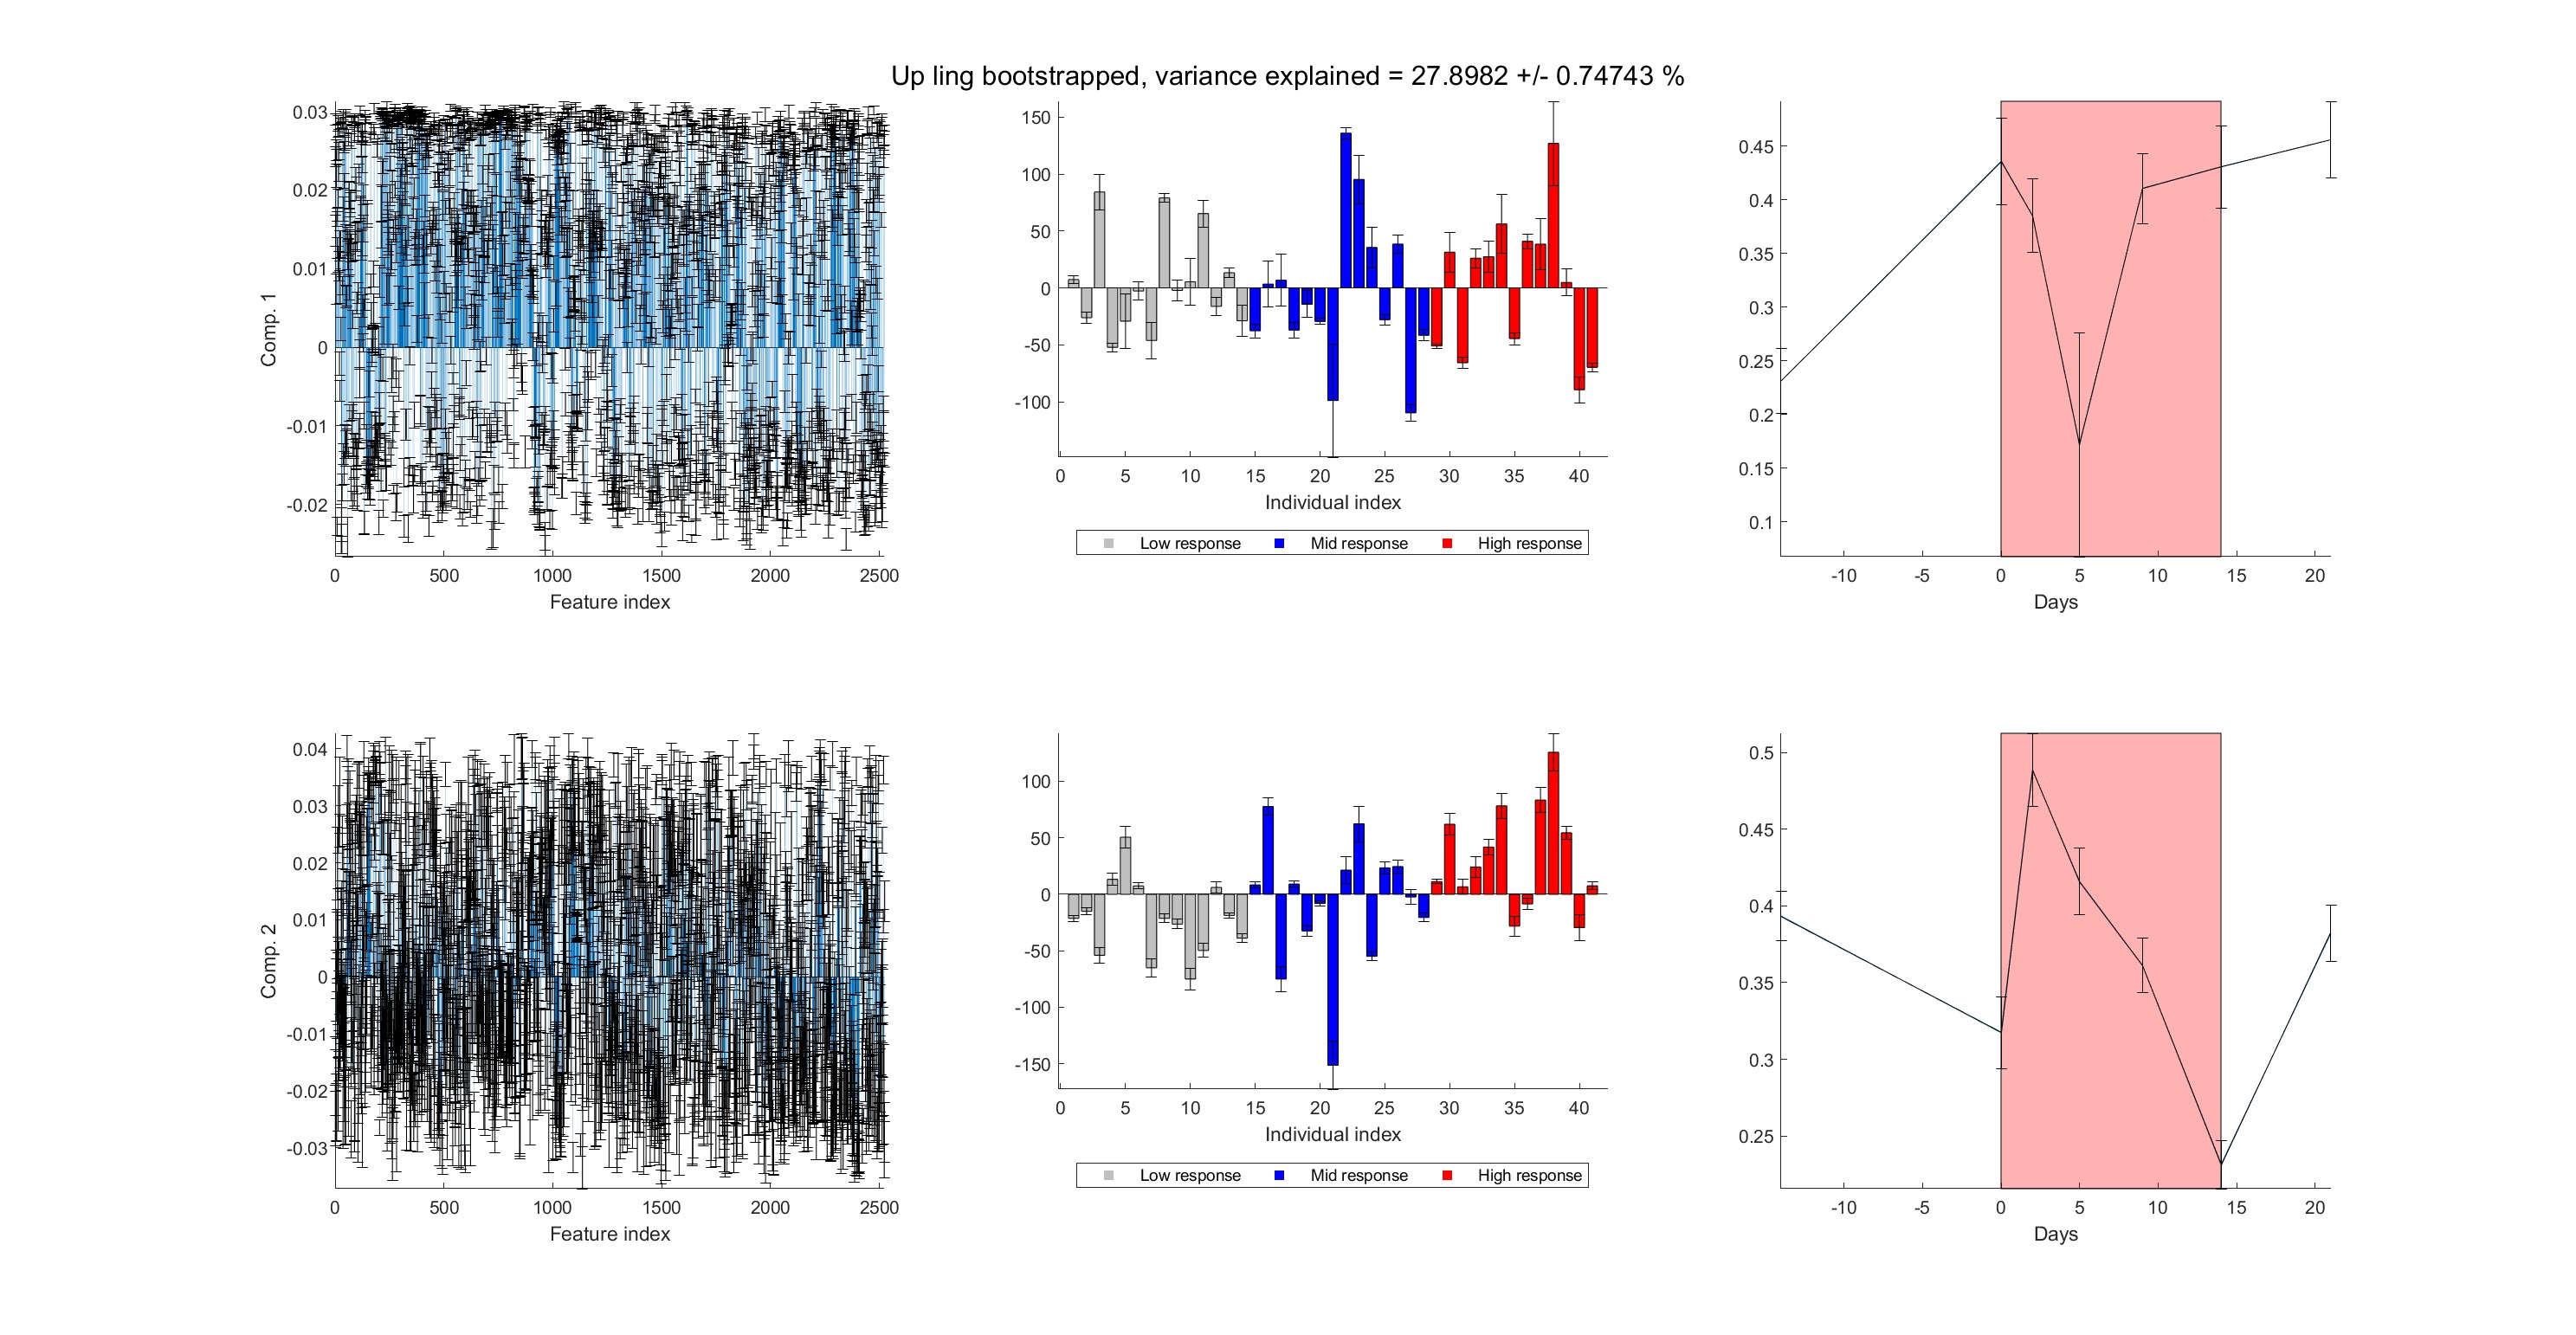 Up ling bootstrapped, variance explained = 27.8982 +/- 0.74743 %
Comp. 1
0.03
0.02
0.01
0
-0.01
-0.02
0 500 1000 1500 2000 2500
Feature index
150
100
50
0
-50
-100
0 5 10 15 20 25 30 35 40
Individual index
Low response Mid response High response
0.45
0.4
0.35
0.3
0.25
0.2
0.15
0.1
-10 -5 0 5 10 15 20
Days
Comp. 2
0.04
0.03
0.02
0.01
0
-0.01
-0.02
-0.03
0 500 1000 1500 2000 2500
Feature index
100
50
0
-50
-100
-150
0 5 10 15 20 25 30 35 40
Individual index
Low response Mid response High response
0.5
0.45
0.4
0.35
0.3
0.25
-10 -5 0 5 10 15 20
Days